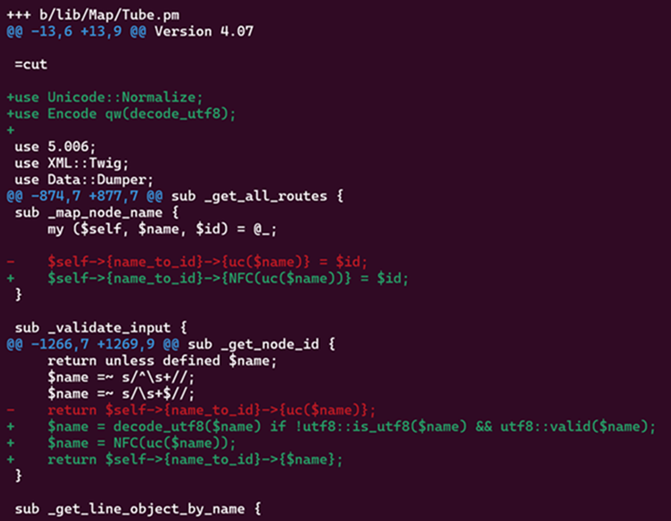 +++ b/lib/Map/Tube.pm
@@ -13,6 +13,9 @@ Version 4.07

 =cut

+use Unicode::Normalize;
+use Encode qw(decode_utf8);
+
 use 5.006;
 use XML::Twig;
 use Data::Dumper;
@@ -874,7 +877,7 @@ sub _get_all_routes {
 sub _map_node_name {
     my ($self, $name, $id) = @_;

-    $self->{name_to_id}->{uc($name)} = $id;
+    $self->{name_to_id}->{NFC(uc($name))} = $id;
 }

 sub _validate_input {
@@ -1266,7 +1269,9 @@ sub _get_node_id {
     return unless defined $name;
     $name =~ s/^\s+//;
     $name =~ s/\s+$//;
-    return $self->{name_to_id}->{uc($name)};
+    $name = decode_utf8($name) if !utf8::is_utf8($name) && utf8::valid($name);
+    $name = NFC(uc($name));
+    return $self->{name_to_id}->{$name};
 }

 sub _get_line_object_by_name {